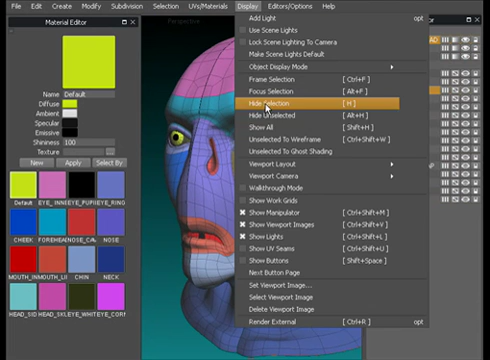 File Edit Create Modify Subdivision Selection UVs/Materials Display Editors/Options Help
Material Editor
Perspective
Name Default
Diffuse
Ambient
Specular
Emissive
Shininess 100
Texture
New Apply Select By
Default EYE_INNE EYE_PUP EYE_
CHEEK FOREHEA NOSE_CA NOSE
MOUTH_IN MOUTH_LI CHIN NECK
HEAD_SID HEAD_SKU EYE_WHIT EYE_CORN
Add Light opt
Use Scene Lights
Lock Scene Lighting To Camera
Make Scene Lights Default
Object Display Mode
Frame Selection [ Ctrl+F ]
Focus Selection [ Alt+F ]
Hide Selection [ H ]
Hide Unselected [ Alt+H ]
Show All [ Shift+H ]
Unselected To Wireframe [ Ctrl+Shift+W ]
Unselected To Ghost Shading
Viewport Layout
Viewport Camera
Walkthrough Mode
Show Work Grids
Show Manipulator [ Ctrl+Shift+M ]
Show Viewport Images [ Ctrl+Shift+V ]
Show Lights [ Ctrl+Shift+L ]
Show UV Seams [ Ctrl+Shift+U ]
Show Buttons [ Shift+Space ]
Next Button Page
Set Viewport Image...
Select Viewport Image
Delete Viewport Image
Render External [ Ctrl+R ] opt